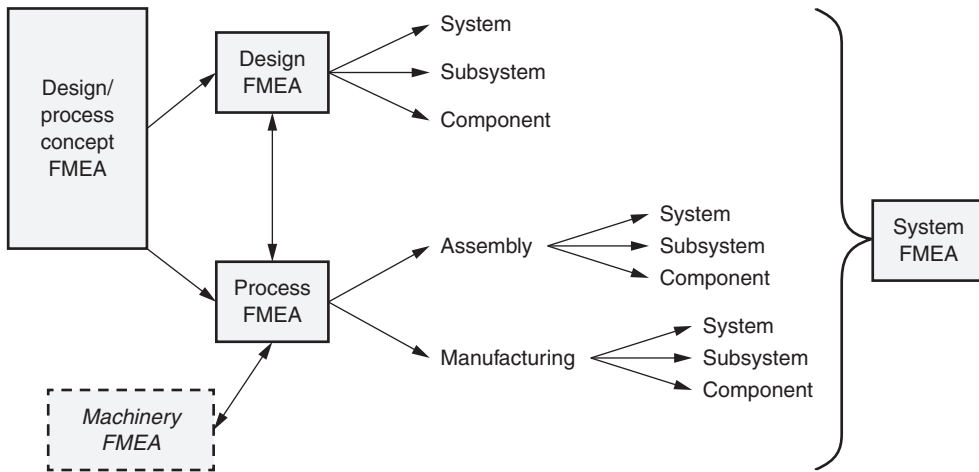 Design/
process
concept
FMEA
Design
FMEA
System
Subsystem
Component
Process
FMEA
Assembly
System
Subsystem
Component
Manufacturing
System
Subsystem
Component
Machinery
FMEA
System
FMEA